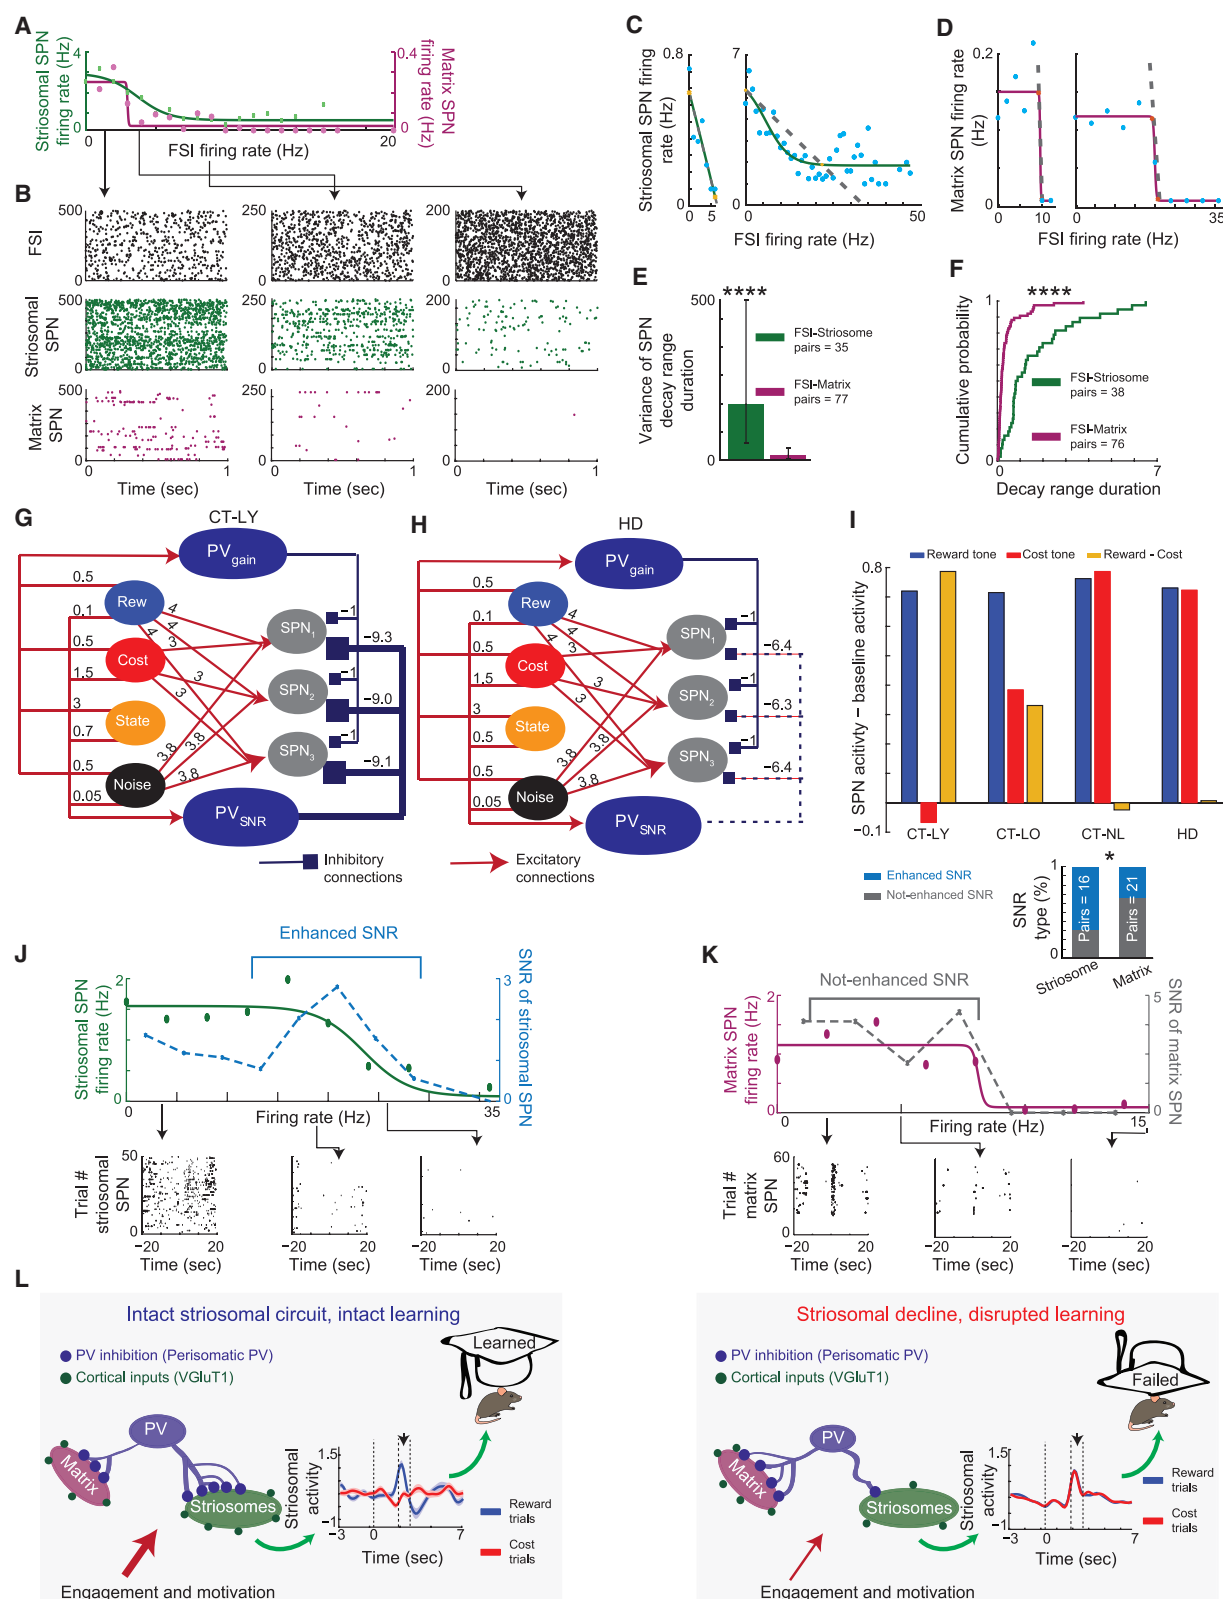 A
Striosomal SPN
firing rate (Hz)
4
0
0.4
0
Matrix SPN
firing rate (Hz)
0
20
FSI firing rate (Hz)
B
FSI
500
0
250
0
200
0
Striosomal
SPN
500
0
250
0
200
0
Matrix
SPN
500
0
250
0
200
0
0
1
0
1
0
1
Time (sec)
Time (sec)
Time (sec)
C
Striosomal SPN firing
rate (Hz)
0.8
0
0
5
7
0
0
50
FSI firing rate (Hz)
D
Matrix SPN firing rate
(Hz)
0.2
0
0
10
0
35
FSI firing rate (Hz)
E
****
Variance of SPN
decay range
duration
500
0
FSI-Striosome
pairs = 35
FSI-Matrix
pairs = 77
F
****
Cumulative probability
1
0
0
7
Decay range duration
FSI-Striosome
pairs = 38
FSI-Matrix
pairs = 76
G
CT-LY
PVgain
0.5
Rew
0.1
0.5
Cost
1.5
3
State
0.7
0.5
Noise
0.05
PVSNR
4
4
4
3
3
3
3.8
3.8
3.8
SPN1
SPN2
SPN3
−1
−9.3
−1
−9.0
−1
−9.1
H
HD
PVgain
0.5
Rew
0.1
0.5
Cost
1.5
3
State
0.5
0.5
Noise
0.05
PVSNR
4
4
4
3
3
3
3.8
3.8
3.8
SPN1
SPN2
SPN3
−1
−6.4
−1
−6.3
−1
−6.4
Inhibitory
connections
Excitatory
connections
I
Reward tone
Cost tone
Reward - Cost
SPN acitivity − baseline activity
0.8
−0.1
CT-LY
CT-LO
CT-NL
HD
Enhanced SNR
Not-enhanced SNR
SNR
type (%)
1
0
*
Pairs = 16
Pairs = 21
Striosome
Matrix
J
Enhanced SNR
Striosomal SPN
firing rate (Hz)
2
0
3
0
SNR of striosomal SPN
0
35
Firing rate (Hz)
Trial #
striosomal
SPN
50
0
−20
20
−20
20
−20
20
Time (sec)
Time (sec)
Time (sec)
K
Not-enhanced SNR
Matrix SPN
firing rate (Hz)
2
0
5
0
SNR of matrix SPN
0
15
Firing rate (Hz)
Trial #
matrix
SPN
60
0
−20
20
−20
20
−20
20
Time (sec)
Time (sec)
Time (sec)
L
Intact striosomal circuit, intact learning
PV inhibition (Perisomatic PV)
Cortical inputs (VGluT1)
PV
Matrix
Striosomes
Engagement and motivation
Learned
Striosomal
activity
1.5
−1
−3
0
7
Time (sec)
Reward
trials
Cost
trials
Striosomal decline, disrupted learning
PV inhibition (Perisomatic PV)
Cortical inputs (VGluT1)
PV
Matrix
Striosomes
Engagement and motivation
Failed
Striosomal
activity
1.5
−1
−3
0
7
Time (sec)
Reward
trials
Cost
trials